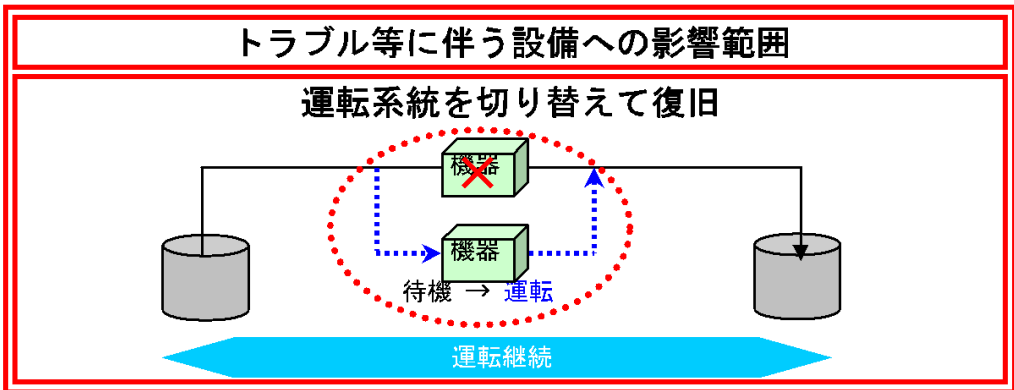 トラブル等に伴う設備への影響範囲
運転系統を切り替えて復旧
機器
機器
待機 → 運転
運転継続